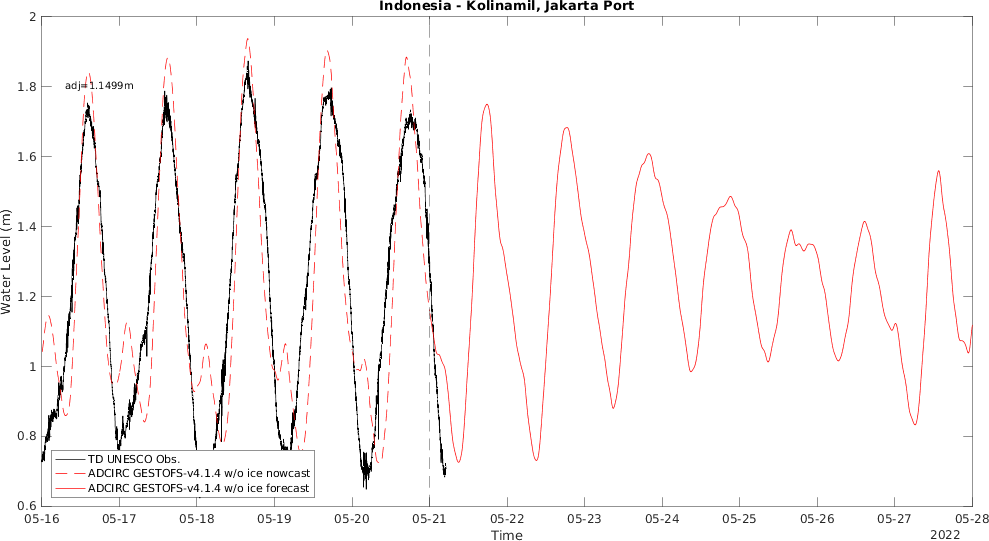 Indonesia - Kolinamil, Jakarta Port
2
1.8
1.6
1.4
1.2
1
0.8
0.6
Water Level (m)
adj=1.1499m
TD UNESCO Obs.
ADCIRC GESTOFS-v4.1.4 w/o ice nowcast
ADCIRC GESTOFS-v4.1.4 w/o ice forecast
05-16 05-17 05-18 05-19 05-20 05-21 05-22 05-23 05-24 05-25 05-26 05-27 05-28
Time
2022